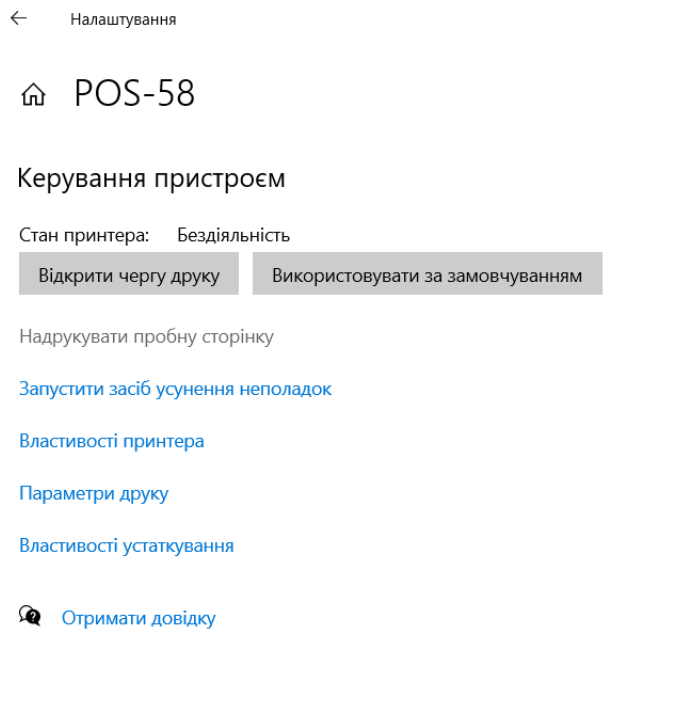 Налаштування
POS-58
Керування пристроєм
Стан принтера: Бездіяльність
Відкрити чергу друку Використовувати за замовчуванням
Надрукувати пробну сторінку
Запустити засіб усунення неполадок
Властивості принтера
Параметри друку
Властивості устаткування
Отримати довідку